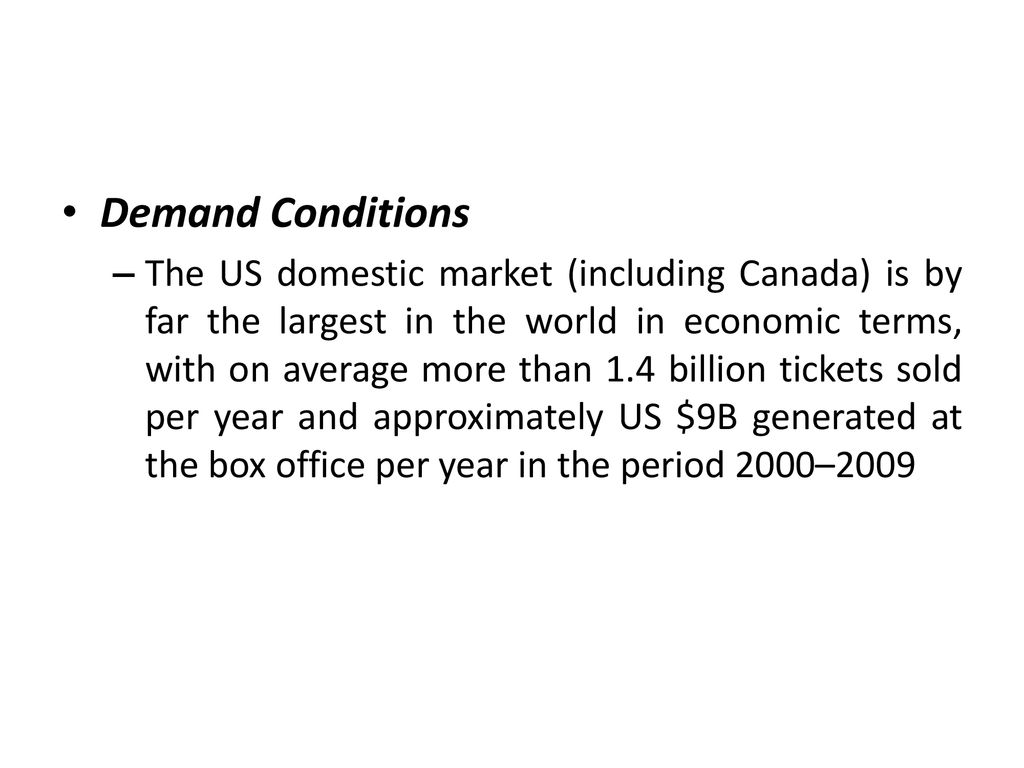 • Demand Conditions
– The US domestic market (including Canada) is by
far the largest in the world in economic terms,
with on average more than 1.4 billion tickets sold
per year and approximately US $9B generated at
the box office per year in the period 2000–2009